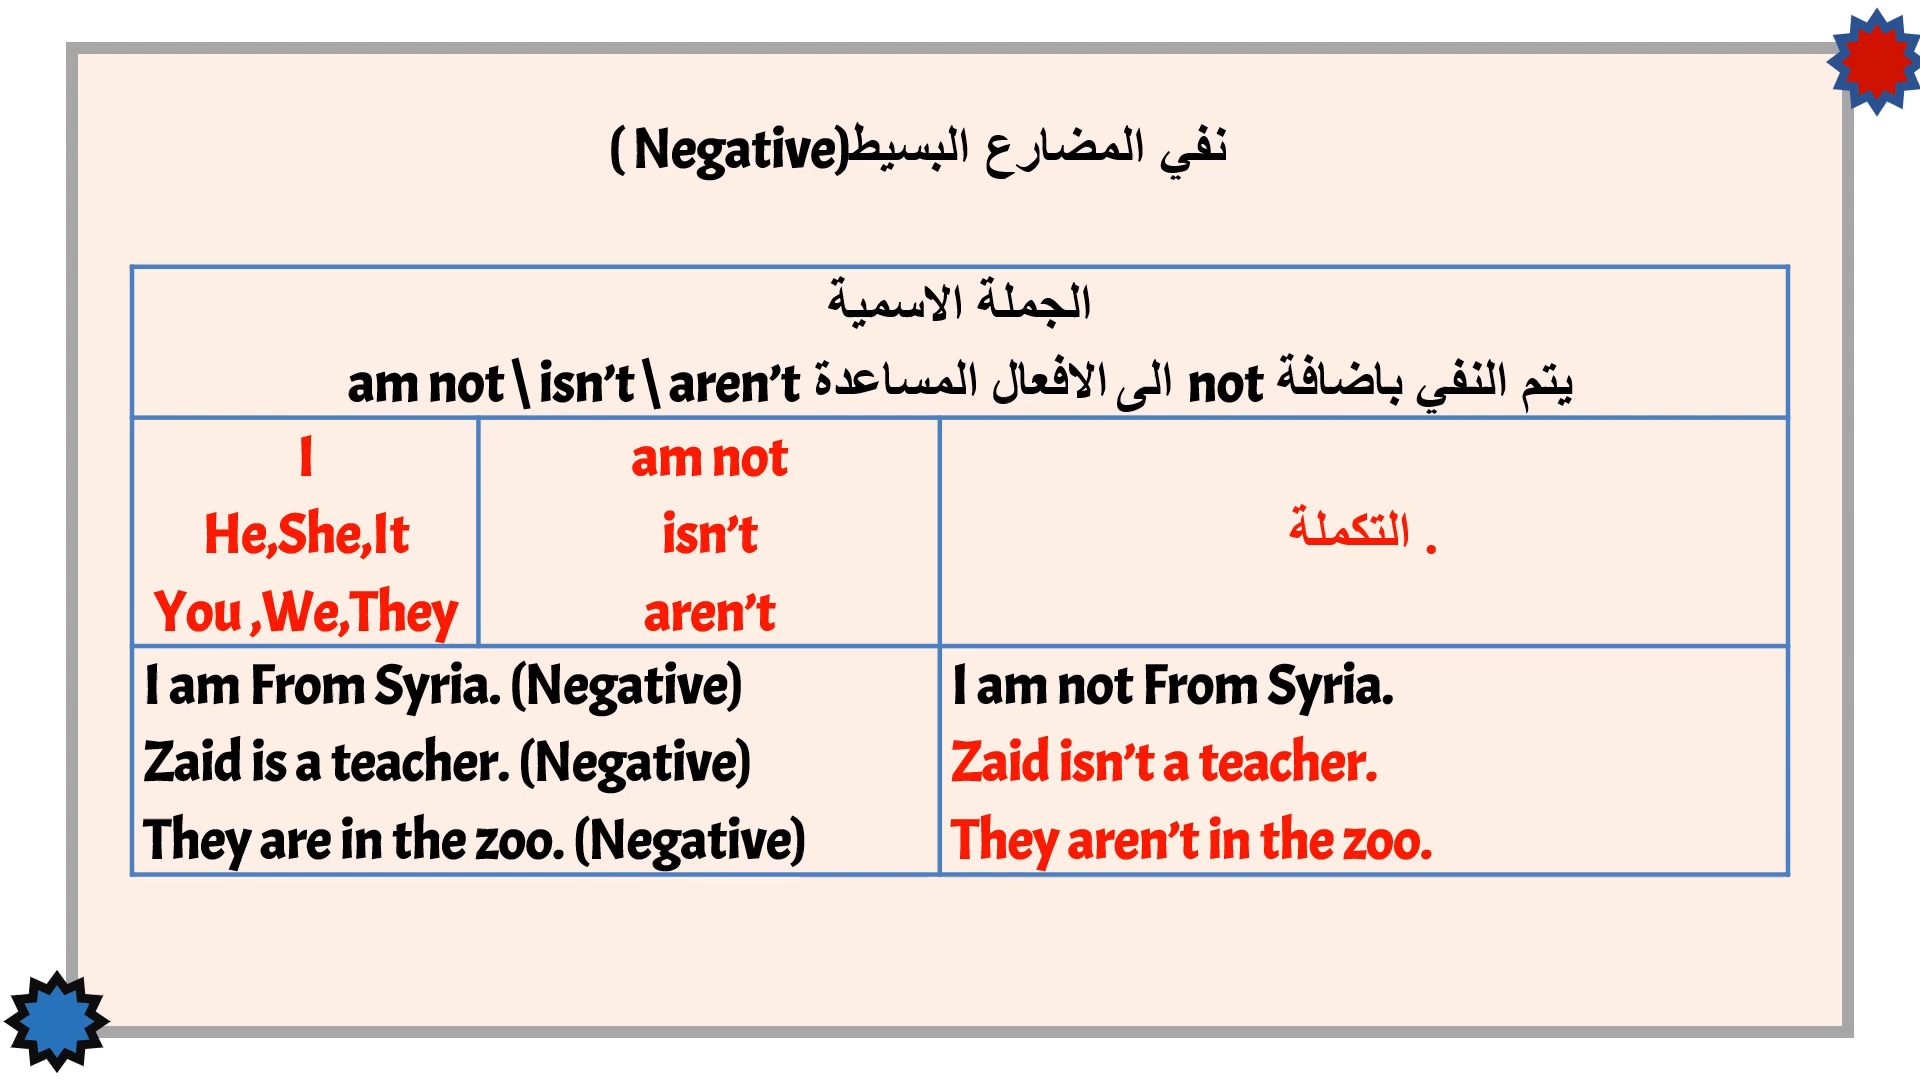 نفي المضارع البسيط(Negative )
الجملة الاسمية
يتم النفي باضافة not الى الافعال المساعدة am not \ isn’t \ aren’t
I
He,She,It
You ,We,They
am not
isn’t
aren’t
التكملة .
I am From Syria. (Negative)
Zaid is a teacher. (Negative)
They are in the zoo. (Negative)
I am not From Syria.
Zaid isn’t a teacher.
They aren’t in the zoo.